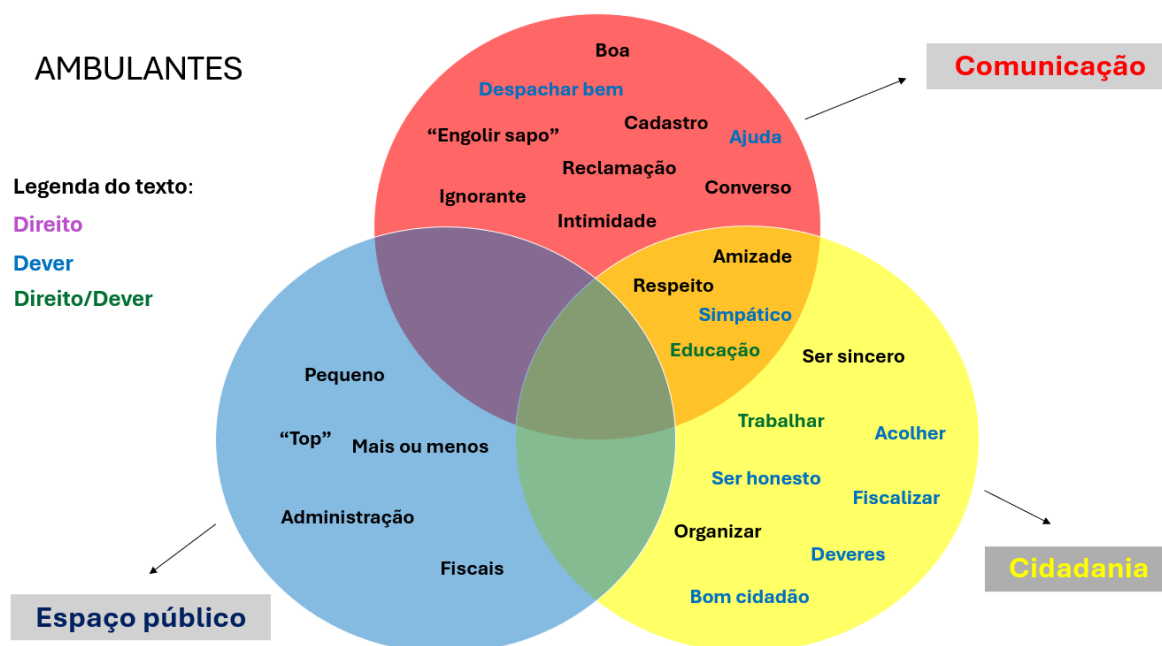 AMBULANTES
Legenda do texto:
Direito
Dever
Direito/Dever
Comunicação
Boa
Despachar bem
Cadastro
“Engolir sapo”
Ajuda
Reclamação
Converso
Ignorante
Intimidade
Amizade
Respeito
Simpático
Educação
Ser sincero
Trabalhar
Acolher
Ser honesto
Fiscalizar
Organizar
Deveres
Bom cidadão
Cidadania
Pequeno
“Top”
Mais ou menos
Administração
Fiscais
Espaço público